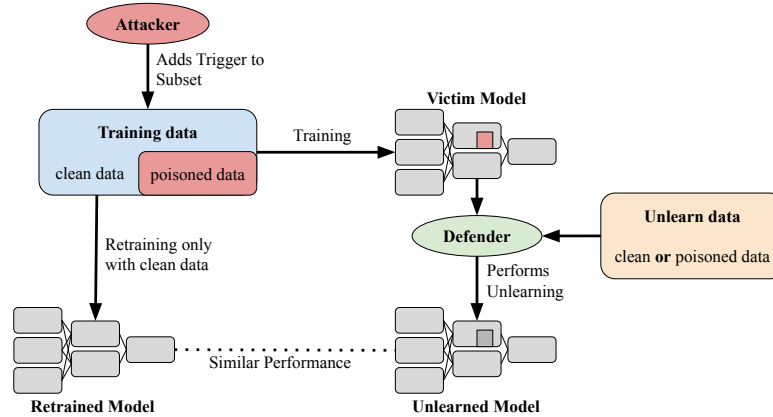 Attacker
Adds Trigger to
Subset
Training data
clean data
poisoned data
Training
Victim Model
Retraining only
with clean data
Defender
Unlearn data
clean or poisoned data
Performs
Unlearning
Similar Performance
Retrained Model
Unlearned Model